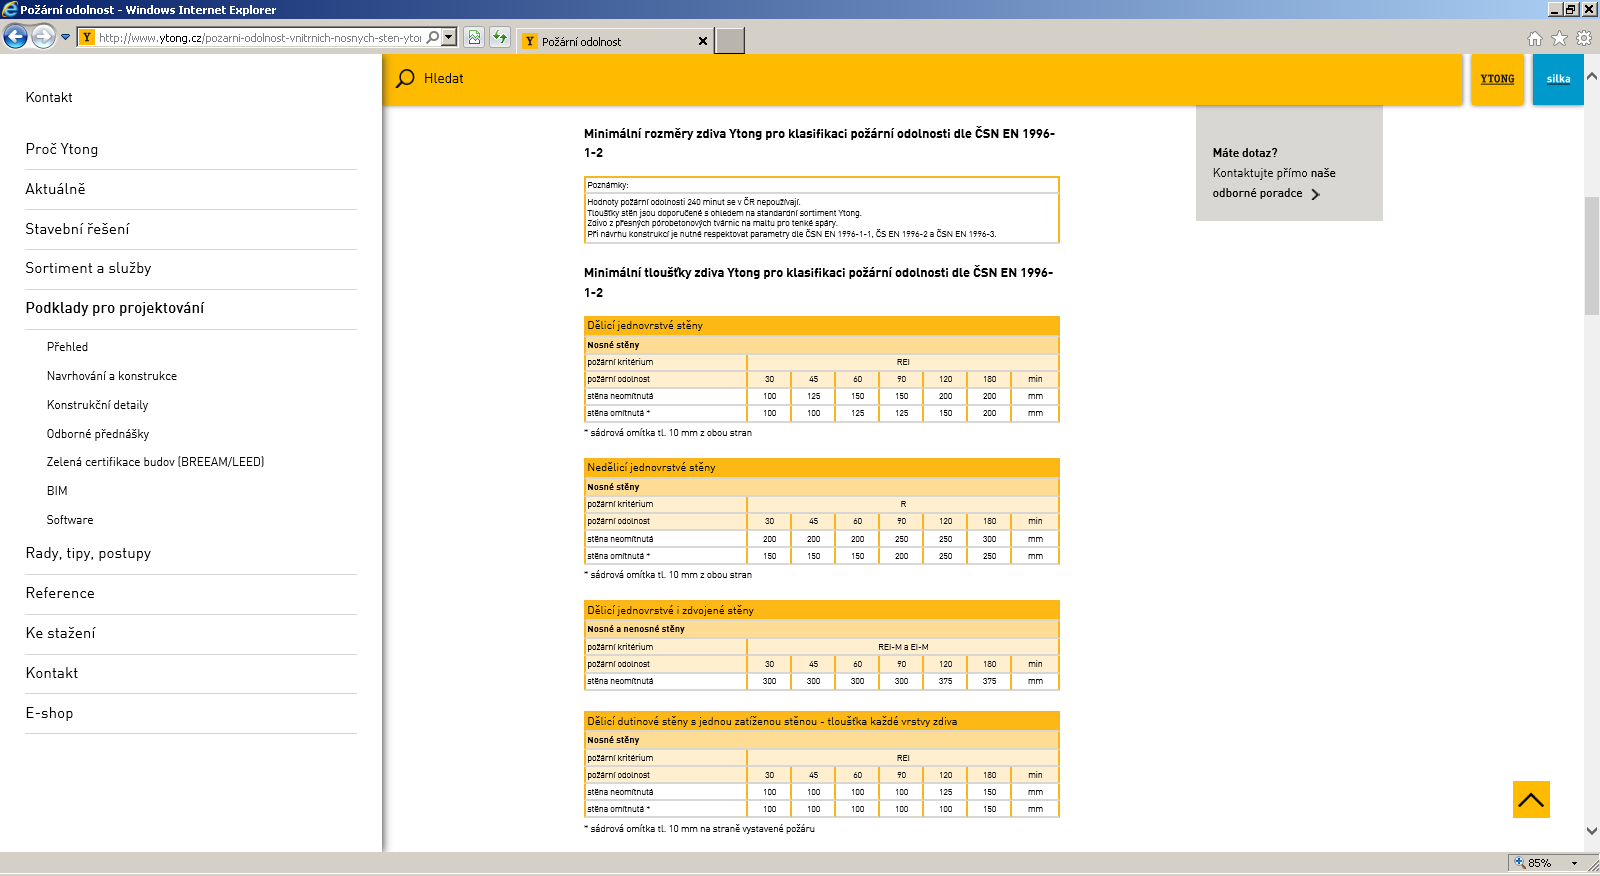 Požární odolnost - Windows Internet Explorer
http://www.ytong.cz/pozarni-odolnost-vnitrnich-nosnych-sten-yto
Požární odolnost
Kontakt
Proč Ytong
Aktuálně
Stavební řešení
Sortiment a služby
Podklady pro projektování
Přehled
Navrhování a konstrukce
Konstrukční detaily
Odborné přednášky
Zelená certifikace budov (BREEAM/LEED)
BIM
Software
Rady, tipy, postupy
Reference
Ke stažení
Kontakt
E-shop
Hledat
YTONG
silka
Minimální rozměry zdiva Ytong pro klasifikaci požární odolnosti dle ČSN EN 1996-
1-2
Poznámky:
Hodnoty požární odolnosti 240 minut se v ČR nepoužívají.
Tloušťky stěn jsou doporučené s ohledem na standardní sortiment Ytong.
Zdivo z přesných pórobetonových tvárnic na maltu pro tenké spáry.
Při návrhu konstrukcí je nutné respektovat parametry dle ČSN EN 1996-1-1, ČS EN 1996-2 a ČSN EN 1996-3.
Minimální tloušťky zdiva Ytong pro klasifikaci požární odolnosti dle ČSN EN 1996-
1-2
Dělicí jednovrstvé stěny
Nosné stěny
požární kritérium REI
požární odolnost 30 45 60 90 120 180 min
stěna neomítnutá 100 125 150 150 200 200 mm
stěna omítnutá * 100 100 125 125 150 200 mm
* sádrová omítka tl. 10 mm z obou stran
Nedělicí jednovrstvé stěny
Nosné stěny
požární kritérium R
požární odolnost 30 45 60 90 120 180 min
stěna neomítnutá 200 200 200 250 250 300 mm
stěna omítnutá * 150 150 150 200 250 250 mm
* sádrová omítka tl. 10 mm z obou stran
Dělicí jednovrstvé i zdvojené stěny
Nosné a nenosné stěny
požární kritérium REI-M a EI-M
požární odolnost 30 45 60 90 120 180 min
stěna neomítnutá 300 300 300 300 375 375 mm
Dělicí dutinové stěny s jednou zatíženou stěnou - tloušťka každé vrstvy zdiva
Nosné stěny
požární kritérium REI
požární odolnost 30 45 60 90 120 180 min
stěna neomítnutá 100 100 100 100 125 150 mm
stěna omítnutá * 100 100 100 100 100 150 mm
* sádrová omítka tl. 10 mm na straně vystavené požáru
Máte dotaz?
Kontaktujte přímo naše
odborné poradce
85%